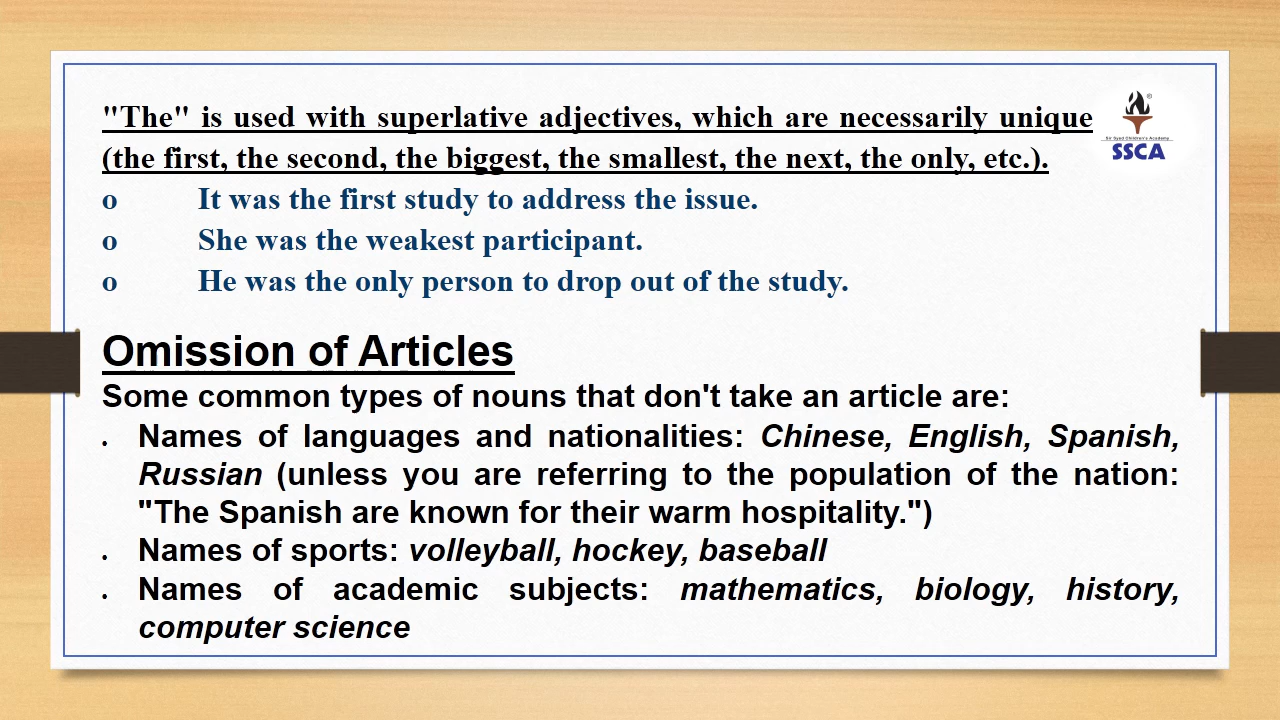 "The" is used with superlative adjectives, which are necessarily unique
(the first, the second, the biggest, the smallest, the next, the only, etc.).
o It was the first study to address the issue.
o She was the weakest participant.
o He was the only person to drop out of the study.
®
Sir Syed Children's Academy
SSCA
Omission of Articles
Some common types of nouns that don't take an article are:
• Names of languages and nationalities: Chinese, English, Spanish,
Russian (unless you are referring to the population of the nation:
"The Spanish are known for their warm hospitality.")
• Names of sports: volleyball, hockey, baseball
• Names of academic subjects: mathematics, biology, history,
computer science